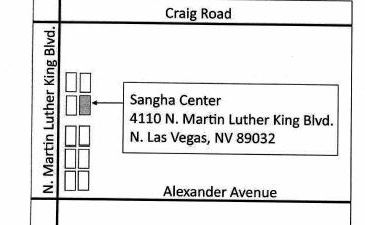 Craig Road
N. Martin Luther King Blvd.
Sangha Center
4110 N. Martin Luther King Blvd.
N. Las Vegas, NV 89032
Alexander Avenue